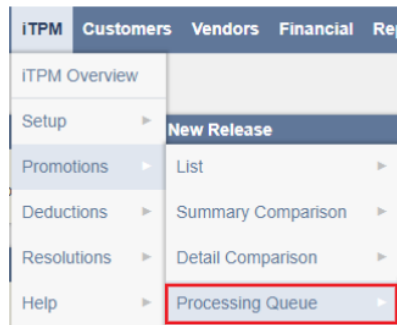 iTPM Customers Vendors Financial
iTPM Overview
Setup
New Release
Promotions
List
Deductions
Summary Comparison
Resolutions
Detail Comparison
Help
Processing Queue